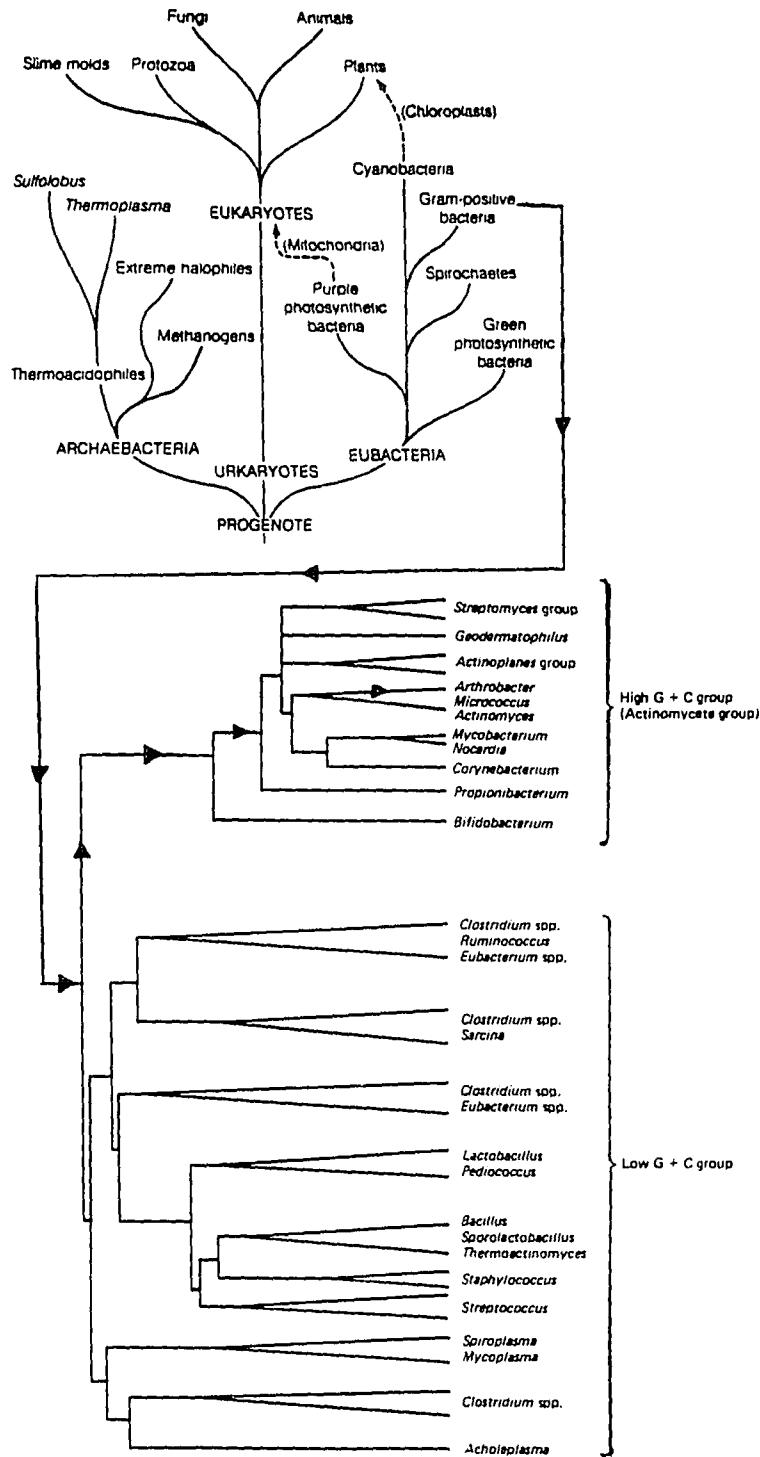 Fungi
Animals
Slime molds
Protozoa
Plants
(Chloroplasts)
Cyanobacteria
Sulfolobus
Thermoplasma
EUKARYOTES
Gram-positive
bacteria
(Mitochondria)
Extreme halophiles
Purple
photosynthetic
bacteria
Spirochaetes
Green
photosynthetic
bacteria
Methanogens
Thermoacidophiles
ARCHAEBACTERIA
URKARYOTES
EUBACTERIA
PROGENOTE
Streptomyces group
Geodermatophilus
Actinoplanes group
Arthrobacter
Micrococcus
Actinomyces
Mycobacterium
Nocardia
Corynebacterium
Propionibacterium
Bifidobacterium
High G + C group
(Actinomycete group)
Clostridium spp.
Ruminococcus
Eubacterium spp.
Clostridium spp.
Sarcina
Clostridium spp.
Eubacterium spp.
Lactobacillus
Pediococcus
Low G + C group
Bacillus
Sporolactobacillus
Thermoactinomyces
Staphylococcus
Streptococcus
Spiroplasma
Mycoplasma
Clostridium spp.
Acholeplasma